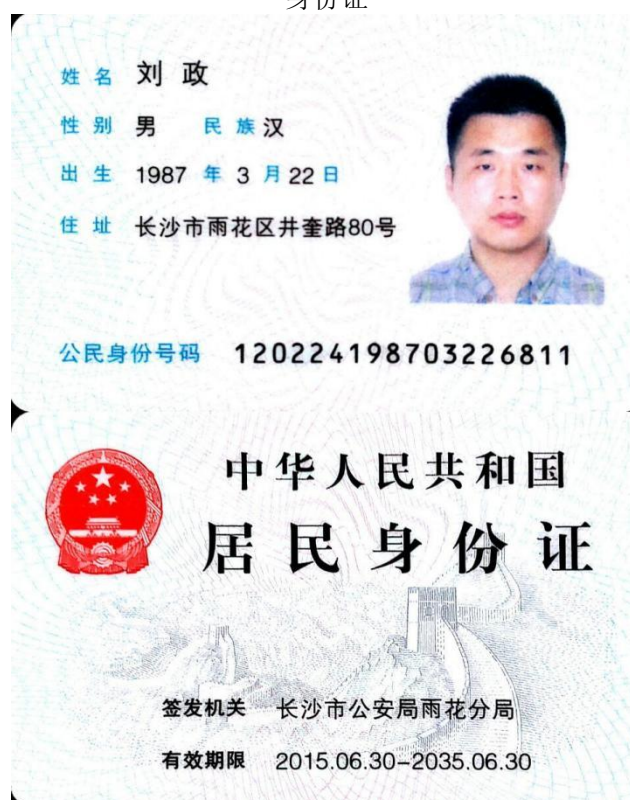 身份证
姓名 刘政
性别 男 民族 汉
出生 1987 年 3 月 22 日
住址 长沙市雨花区井奎路80号
公民身份号码 120224198703226811
中华人民共和国
居民身份证
签发机关 长沙市公安局雨花分局
有效期限 2015.06.30-2035.06.30